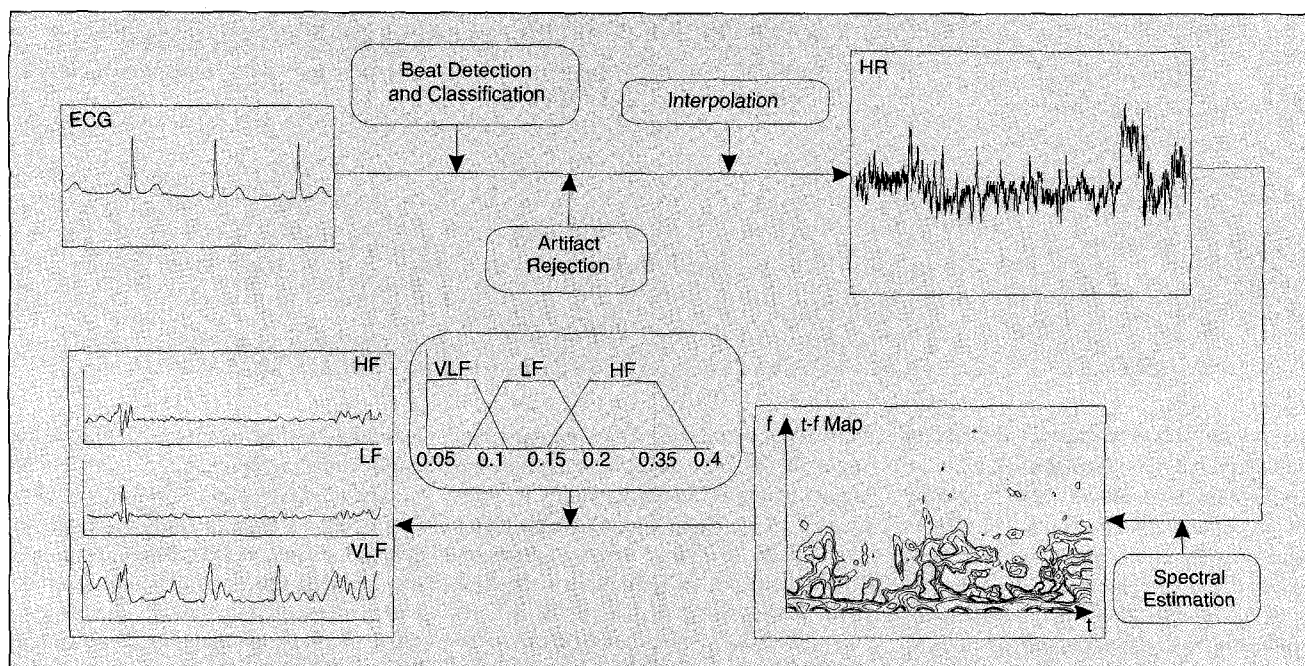 Beat Detection
and Classification
Interpolation
HR
ECG
Artifact
Rejection
HF
LF
VLF
VLF LF HF
0.05 0.1 0.15 0.2 0.35 0.4
f t-f Map
t
Spectral
Estimation